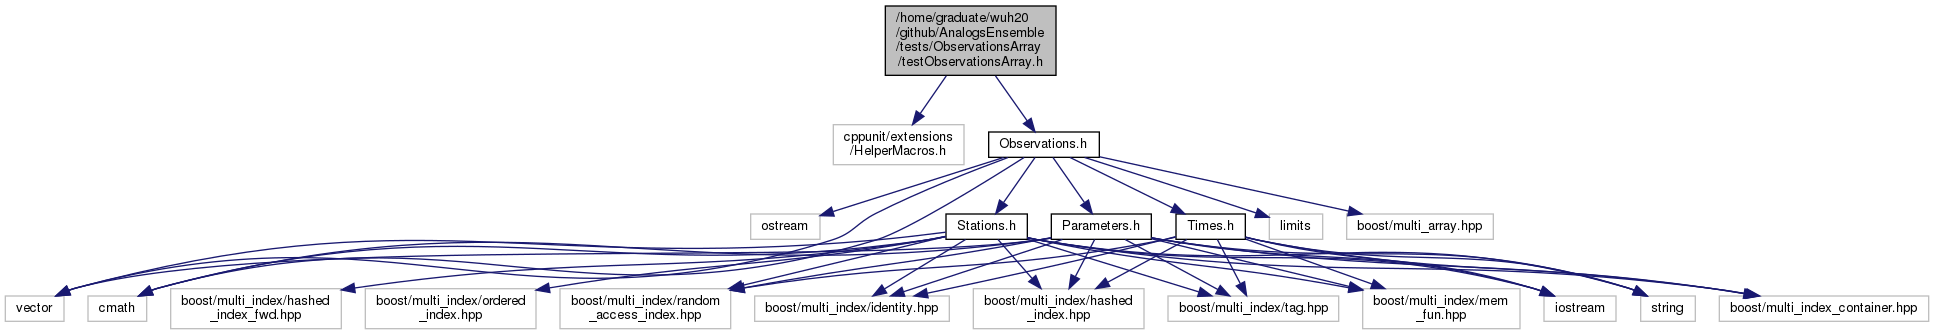 /home/graduate/wuh20
/github/AnalogsEnsemble
/tests/ObservationsArray
/testObservationsArray.h
cppunit/extensions
/HelperMacros.h
Observations.h
ostream
Stations.h
Parameters.h
Times.h
limits
boost/multi_array.hpp
vector
cmath
boost/multi_index/hashed
_index_fwd.hpp
boost/multi_index/ordered
_index.hpp
boost/multi_index/random
_access_index.hpp
boost/multi_index/identity.hpp
boost/multi_index/hashed
_index.hpp
boost/multi_index/tag.hpp
boost/multi_index/mem
_fun.hpp
iostream
string
boost/multi_index_container.hpp